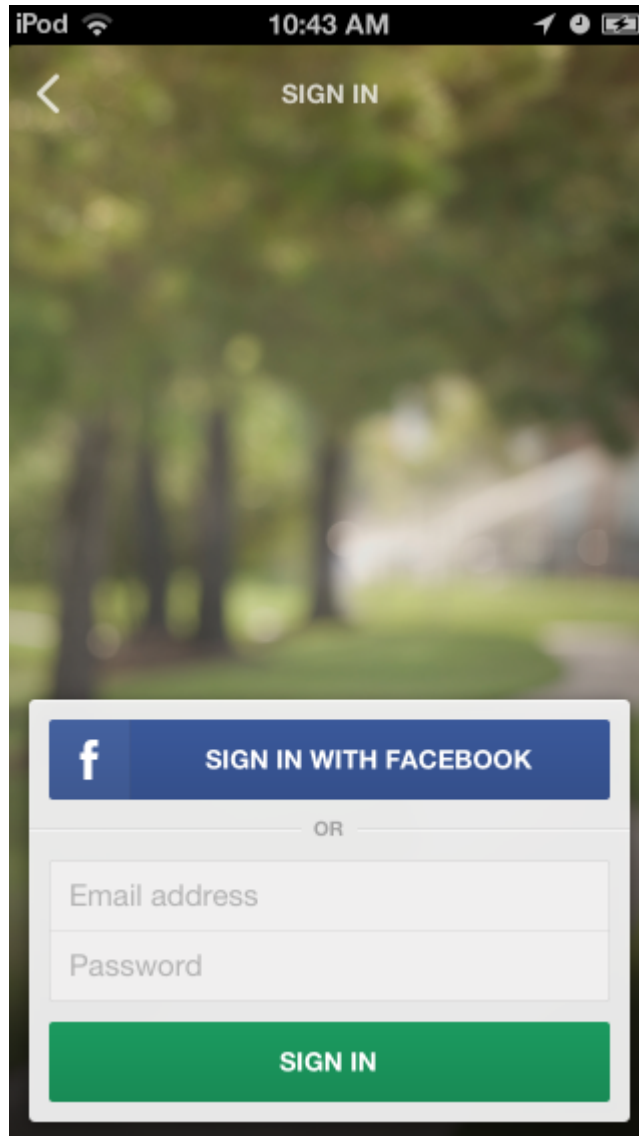 iPod 10:43 AM
SIGN IN
f SIGN IN WITH FACEBOOK
OR
Email address
Password
SIGN IN